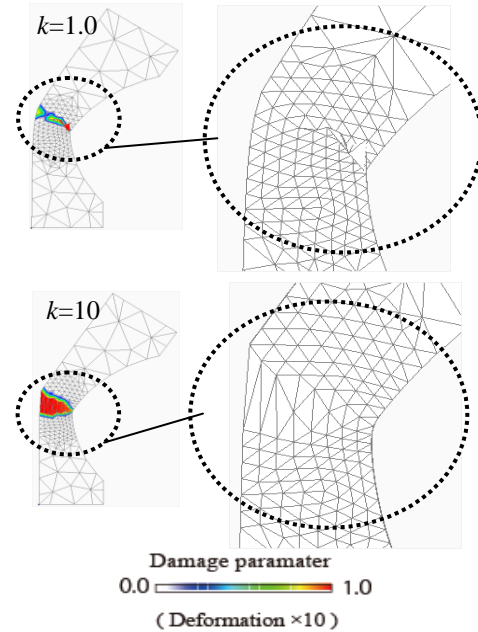 k=1.0
k=10
Damage paramater
0.0 1.0
( Deformation ×10 )